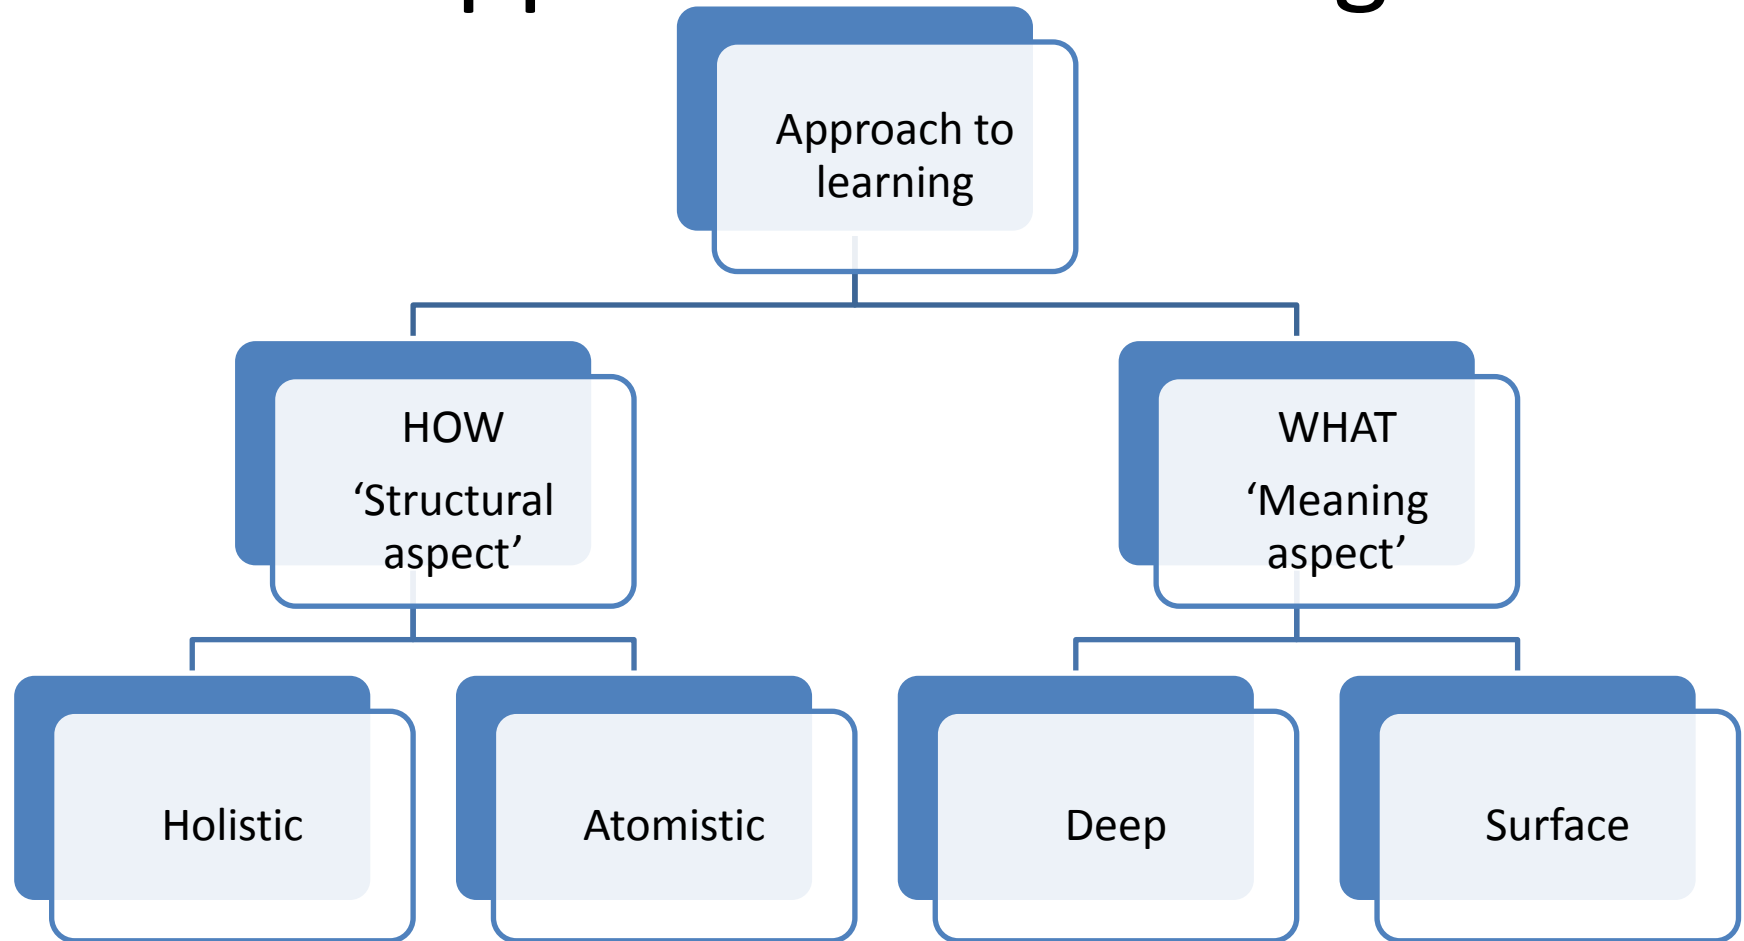 Approach to
learning
HOW
‘Structural
aspect’
WHAT
‘Meaning
aspect’
Holistic
Atomistic
Deep
Surface